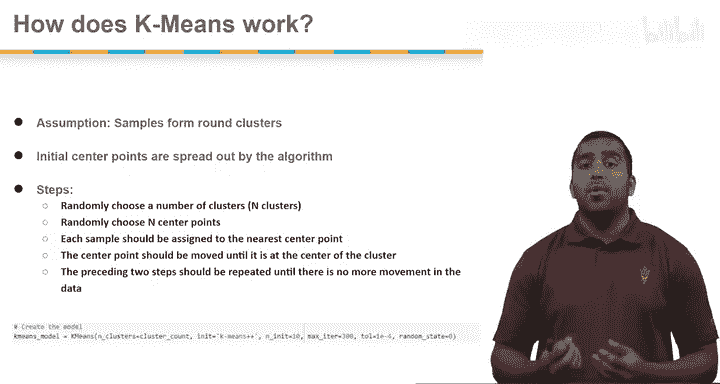 How does K-Means work?
Assumption: Samples form round clusters
Initial center points are spread out by the algorithm
Steps:
Randomly choose a number of clusters (N clusters)
Randomly choose N center points
Each sample should be assigned to the nearest center point
The center point should be moved until it is at the center of the cluster
The preceding two steps should be repeated until there is no more movement in the
data
# Create the model
kmeans_model = KMeans(n_clusters=cluster_count, init='k-means++', n_init=10, max_iter=300, tol=1e-4, random_state=0)